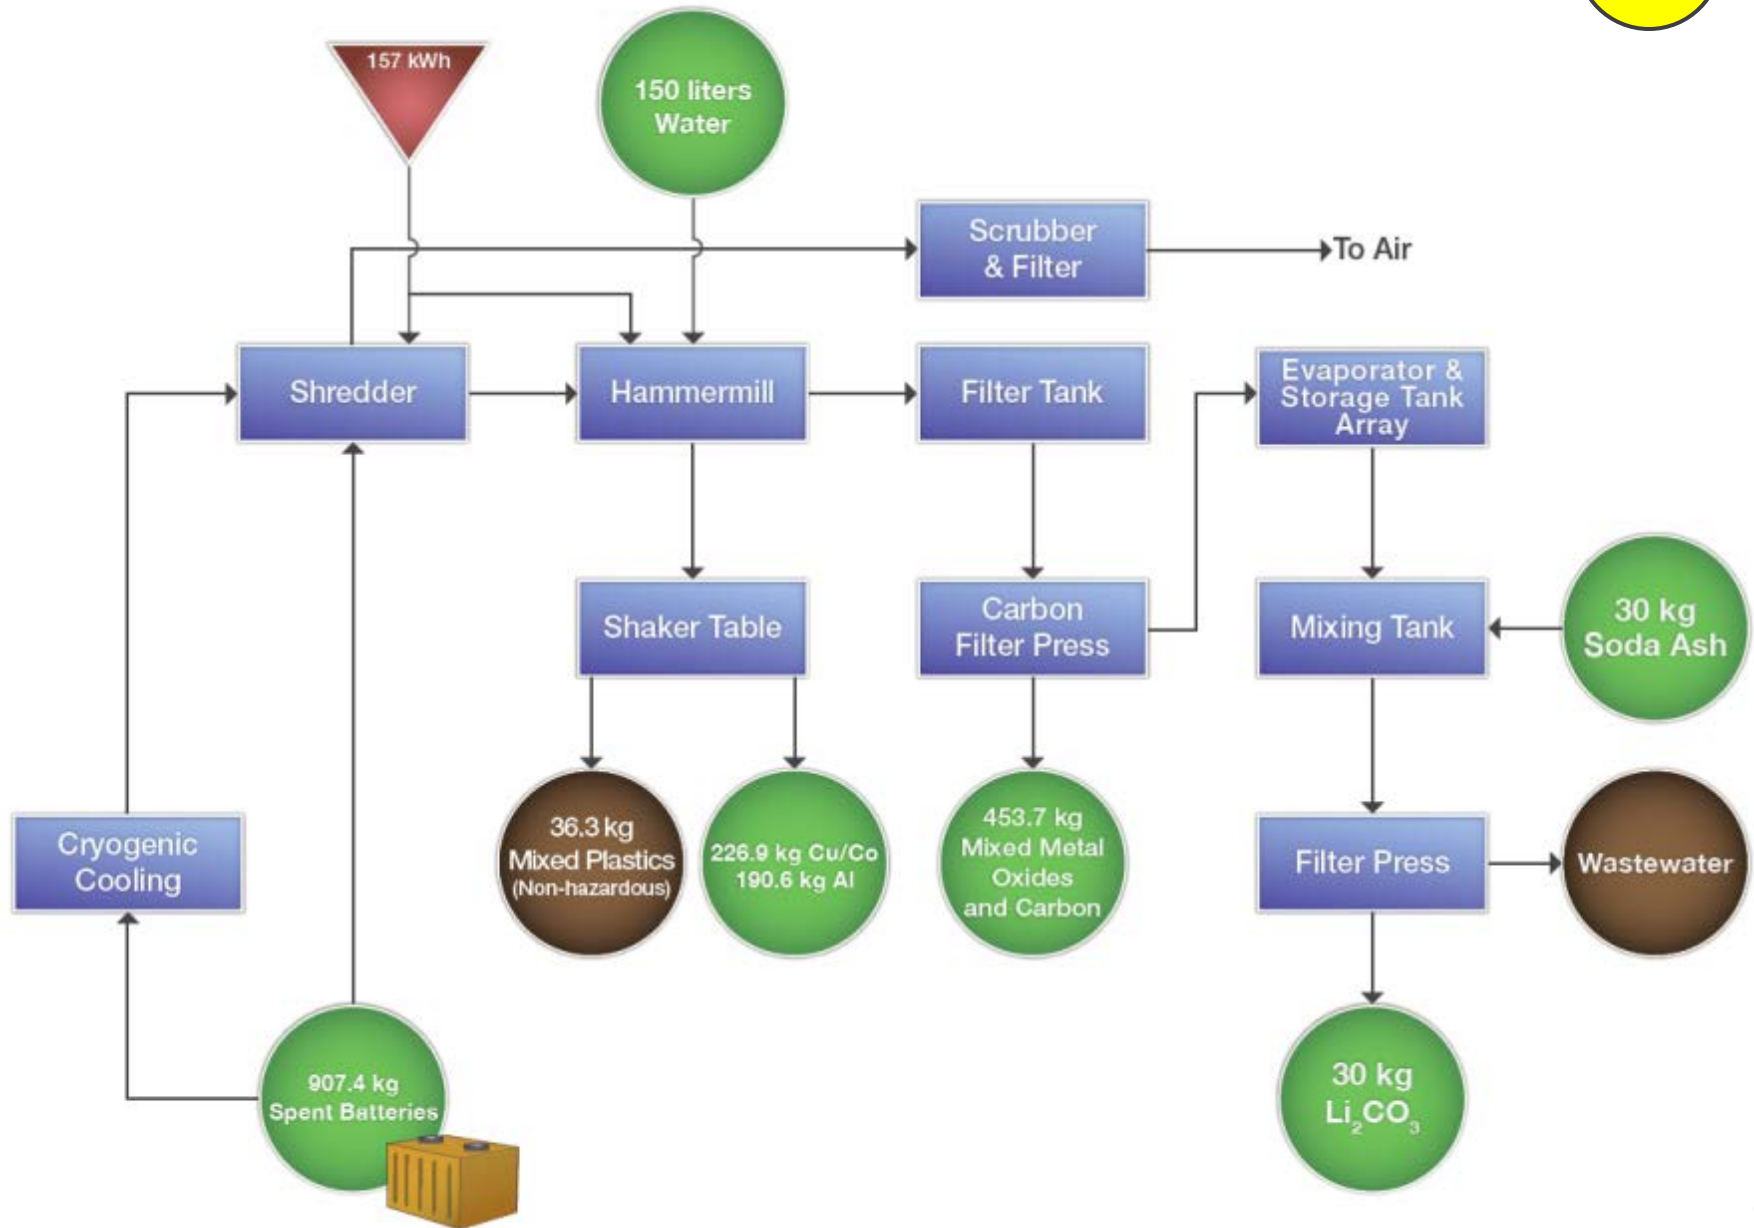 157 kWh
150 liters
Water
Scrubber
& Filter
To Air
Shredder
Hammermill
Filter Tank
Evaporator &
Storage Tank
Array
Shaker Table
Carbon
Filter Press
Mixing Tank
30 kg
Soda Ash
Cryogenic
Cooling
36.3 kg
Mixed Plastics
(Non-hazardous)
226.9 kg Cu/Co
190.6 kg Al
453.7 kg
Mixed Metal
Oxides
and Carbon
Filter Press
Wastewater
907.4 kg
Spent Batteries
30 kg
Li₂CO₃